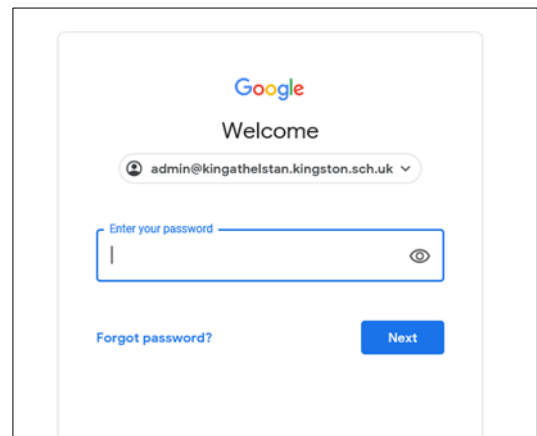 Google
Welcome
admin@kingathelstan.kingston.sch.uk
Enter your password
Forgot password?
Next